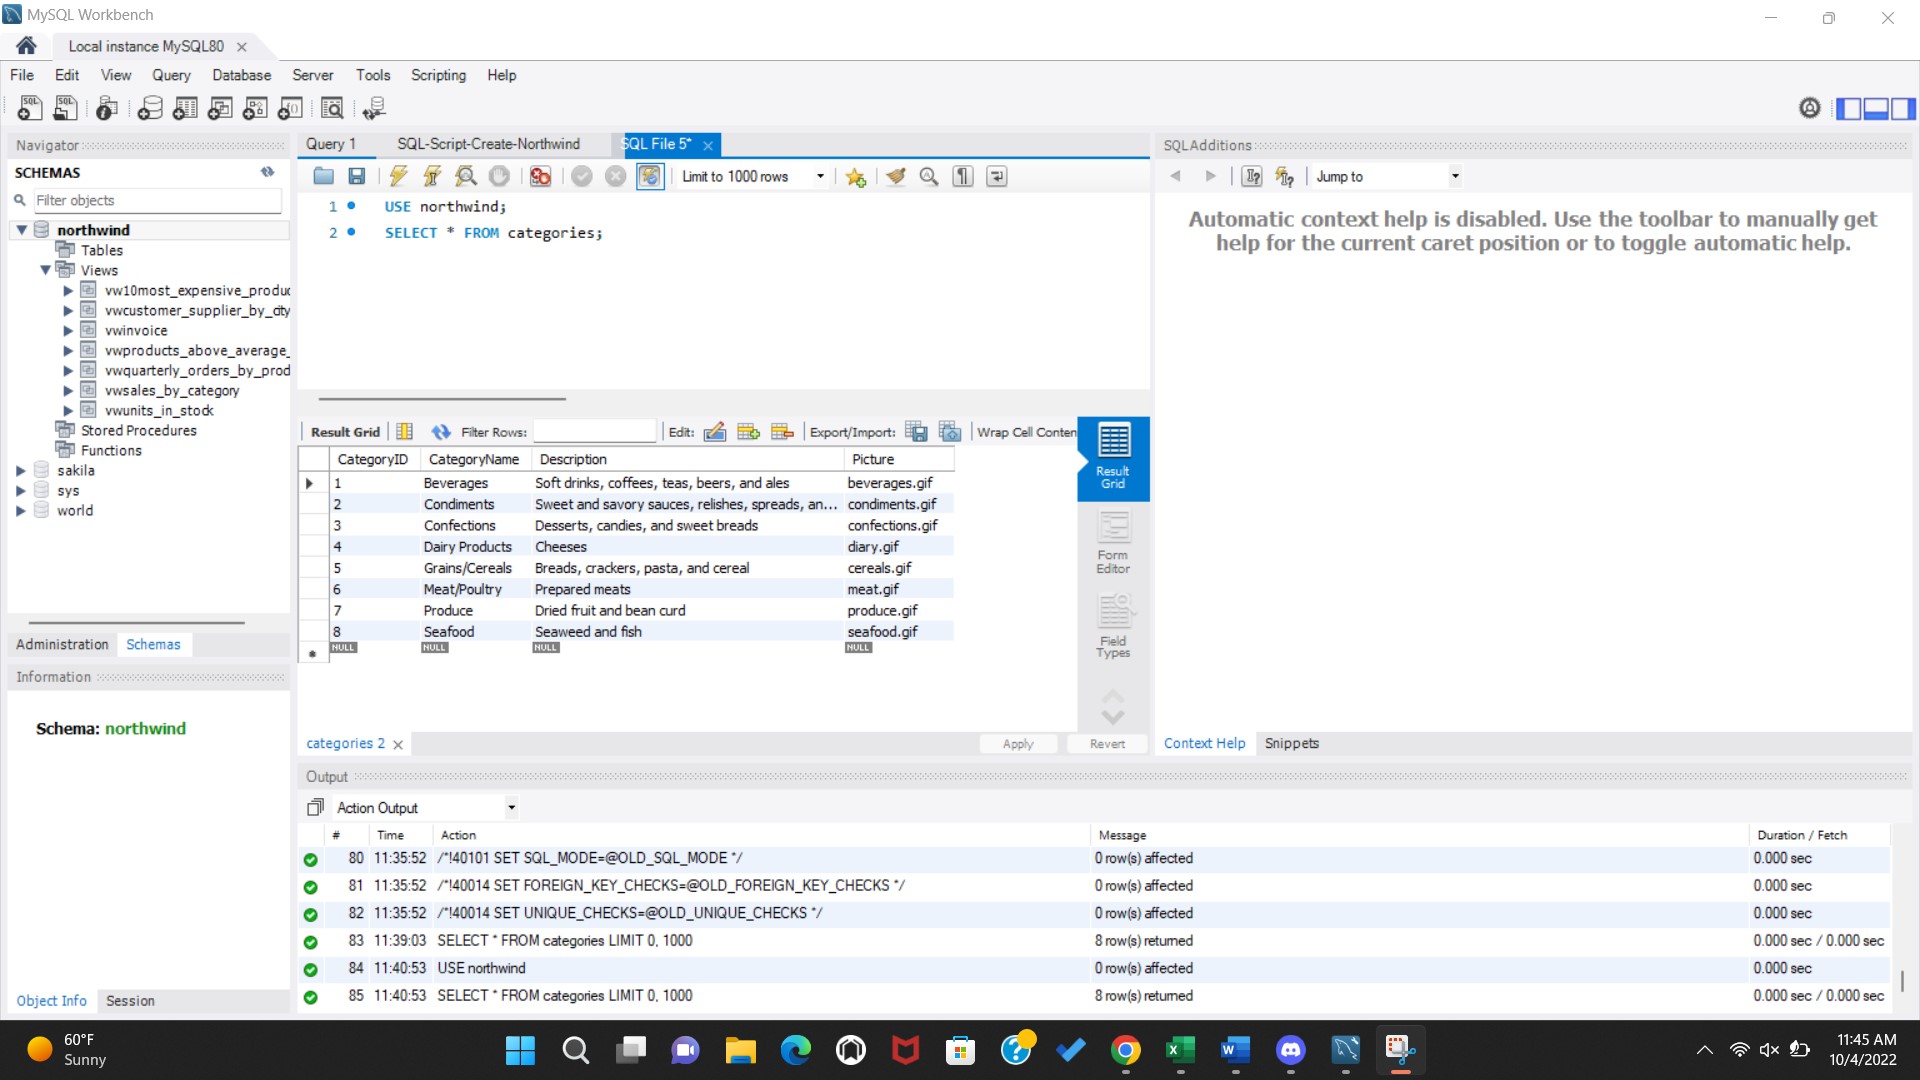 MySQL Workbench
Local instance MySQL80
File Edit View Query Database Server Tools Scripting Help
Navigator
SCHEMAS
Filter objects
northwind
Tables
Views
vw10most_expensive_produc
vwcustomer_supplier_by_city
vwinvoice
vwproducts_above_average_
vwquarterly_orders_by_prod
vwsales_by_category
vwunits_in_stock
Stored Procedures
Functions
sakila
sys
world
Administration Schemas
Information
Schema: northwind
Object Info Session
Query 1 SQL-Script-Create-Northwind SQL File 5*
Limit to 1000 rows
1 USE northwind;
2 SELECT * FROM categories;
Result Grid Filter Rows: Edit: Export/Import: Wrap Cell Conten
CategoryID CategoryName Description Picture
1 Beverages Soft drinks, coffees, teas, beers, and ales beverages.gif
2 Condiments Sweet and savory sauces, relishes, spreads, an... condiments.gif
3 Confections Desserts, candies, and sweet breads confections.gif
4 Dairy Products Cheeses diary.gif
5 Grains/Cereals Breads, crackers, pasta, and cereal cereals.gif
6 Meat/Poultry Prepared meats meat.gif
7 Produce Dried fruit and bean curd produce.gif
8 Seafood Seaweed and fish seafood.gif
NULL NULL NULL NULL
Result
Grid
Form
Editor
Field
Types
categories 2 Apply Revert
SQLAdditions
Jump to
Automatic context help is disabled. Use the toolbar to manually get
help for the current caret position or to toggle automatic help.
Context Help Snippets
Output
Action Output
# Time Action Message Duration / Fetch
80 11:35:52 /*!40101 SET SQL_MODE=@OLD_SQL_MODE */ 0 row(s) affected 0.000 sec
81 11:35:52 /*!40014 SET FOREIGN_KEY_CHECKS=@OLD_FOREIGN_KEY_CHECKS */ 0 row(s) affected 0.000 sec
82 11:35:52 /*!40014 SET UNIQUE_CHECKS=@OLD_UNIQUE_CHECKS */ 0 row(s) affected 0.000 sec
83 11:39:03 SELECT * FROM categories LIMIT 0, 1000 8 row(s) returned 0.000 sec / 0.000 sec
84 11:40:53 USE northwind 0 row(s) affected 0.000 sec
85 11:40:53 SELECT * FROM categories LIMIT 0, 1000 8 row(s) returned 0.000 sec / 0.000 sec
60°F
Sunny
11:45 AM
10/4/2022